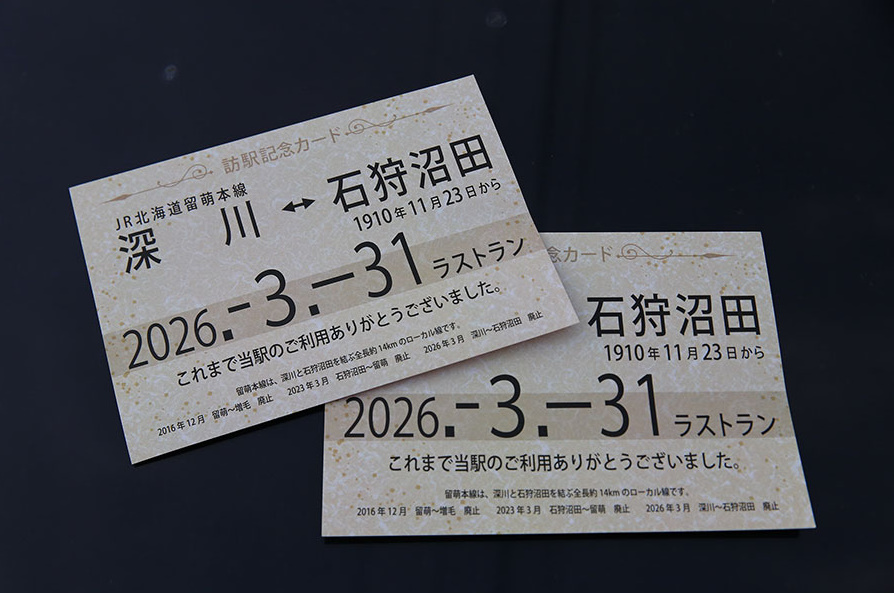 訪駅記念カード
JR北海道留萌本線
深川 ↔ 石狩沼田
1910年11月23日から
2026.-3.-31 ラストラン
これまで当駅のご利用ありがとうございました。
留萌本線は、深川と石狩沼田を結ぶ全長約14kmのローカル線です。
2016年12月 留萌〜増毛 廃止 2023年3月 石狩沼田〜留萌 廃止 2026年3月 深川〜石狩沼田 廃止
念カード
石狩沼田
1910年11月23日から
2026.-3.-31 ラストラン
これまで当駅のご利用ありがとうございました。
留萌本線は、深川と石狩沼田を結ぶ全長約14kmのローカル線です。
2016年12月 留萌〜増毛 廃止 2023年3月 石狩沼田〜留萌 廃止 2026年3月 深川〜石狩沼田 廃止